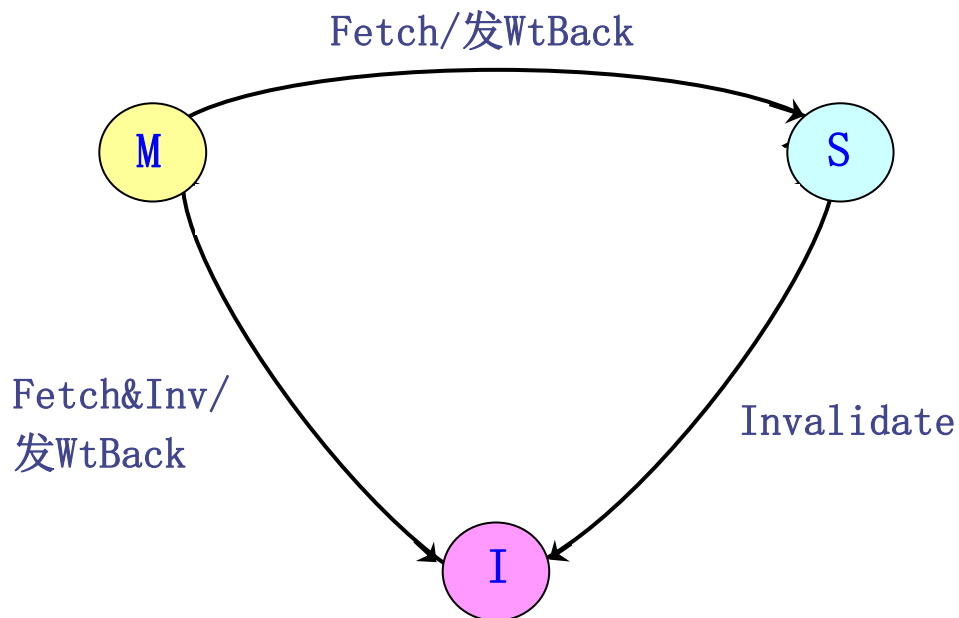 Fetch/发WtBack
M
S
Fetch&Inv/
发WtBack
Invalidate
I